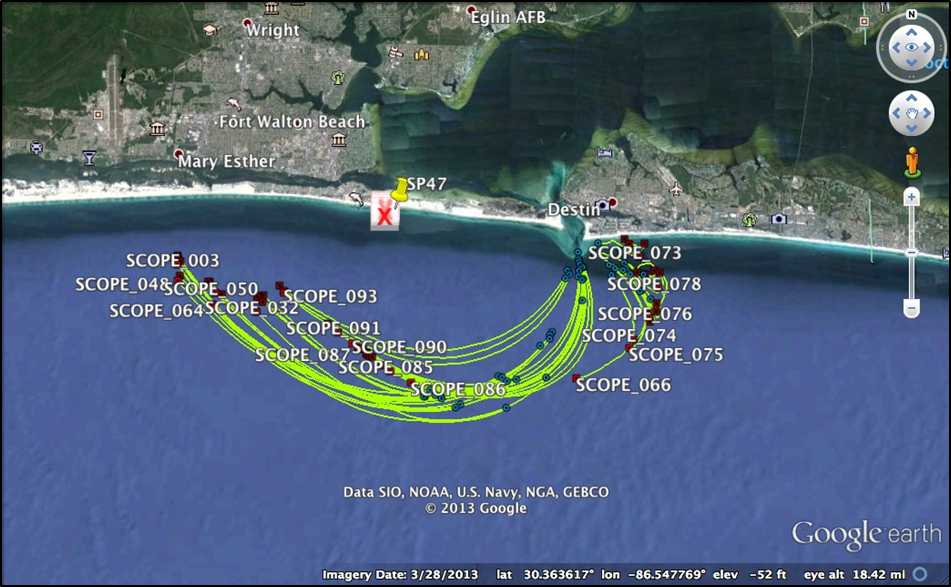 Eglin AFB
Wright
N
Fort Walton Beach
Mary Esther
SP47
X
Destin
SCOPE_073
SCOPE_003
SCOPE_048
SCOPE_050
SCOPE_078
SCOPE_093
SCOPE_064
SCOPE_032
SCOPE_076
SCOPE_091
SCOPE_074
SCOPE_087
SCOPE_090
SCOPE_075
SCOPE_085
SCOPE_086
SCOPE_066
Data SIO, NOAA, U.S. Navy, NGA, GEBCO
© 2013 Google
Google earth
Imagery Date: 3/28/2013 lat 30.363617° lon -86.547769° elev -52 ft eye alt 18.42 mi